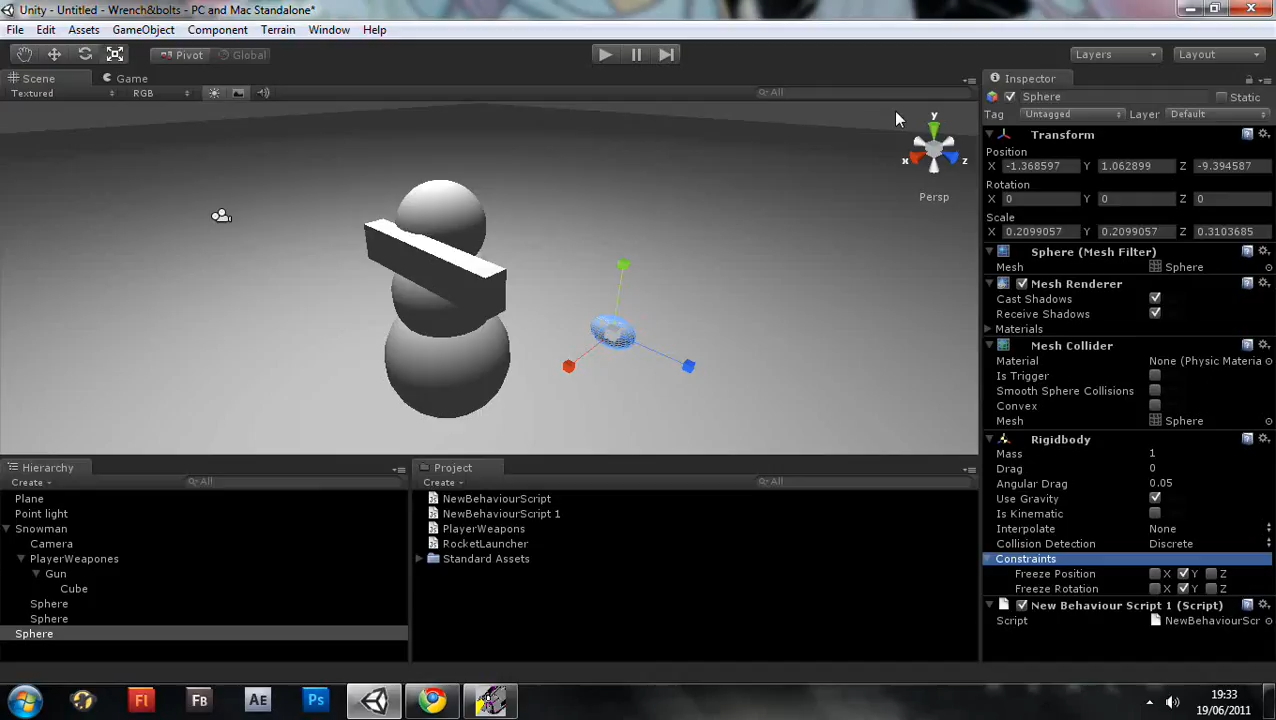 Unity - Untitled - Wrench&bolts - PC and Mac Standalone*
File Edit Assets GameObject Component Terrain Window Help
Pivot Global Layers Layout
Scene Game Inspector
Textured RGB All
Sphere Static
Tag Untagged Layer Default
Transform
Position
X -1.368597 Y 1.062899 Z -9.394587
Rotation
X 0 Y 0 Z 0
Scale
X 0.2099057 Y 0.2099057 Z 0.3103685
y
x z
Persp
Sphere (Mesh Filter)
Mesh Sphere
Mesh Renderer
Cast Shadows
Receive Shadows
Materials
Mesh Collider
Material None (Physic Materia
Is Trigger
Smooth Sphere Collisions
Convex
Mesh Sphere
Rigidbody
Mass 1
Drag 0
Angular Drag 0.05
Use Gravity
Is Kinematic
Interpolate None
Collision Detection Discrete
Constraints
Freeze Position X Y Z
Freeze Rotation X Y Z
New Behaviour Script 1 (Script)
Script NewBehaviourScr
Hierarchy
Create All
Plane
Point light
Snowman
Camera
PlayerWeapones
Gun
Cube
Sphere
Sphere
Sphere
Project
Create All
NewBehaviourScript
NewBehaviourScript 1
PlayerWeapons
RocketLauncher
Standard Assets
Fl Fb Ae Ps
19:33
19/06/2011